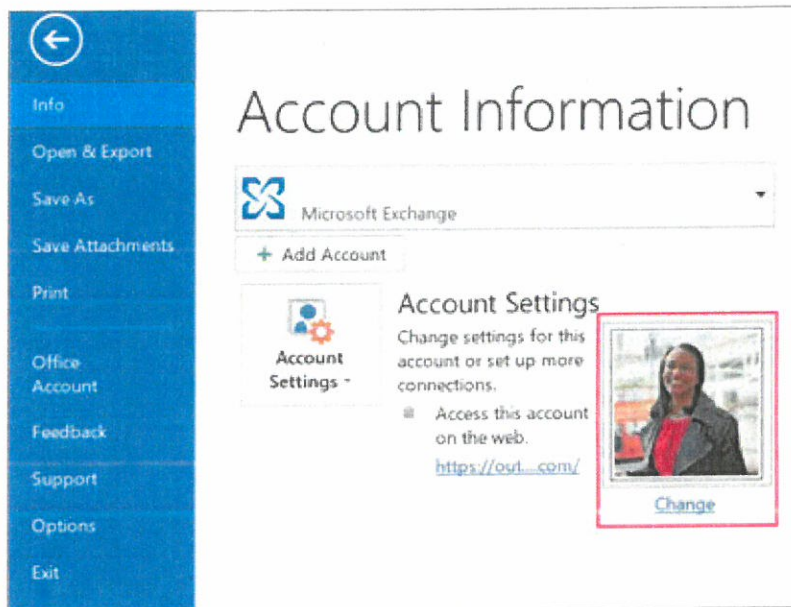 Info
Open & Export
Save As
Save Attachments
Print
Office
Account
Feedback
Support
Options
Exit
Account Information
Microsoft Exchange
+ Add Account
Account
Settings
Account Settings
Change settings for this
account or set up more
connections.
Access this account
on the web.
https://out....com/
Change